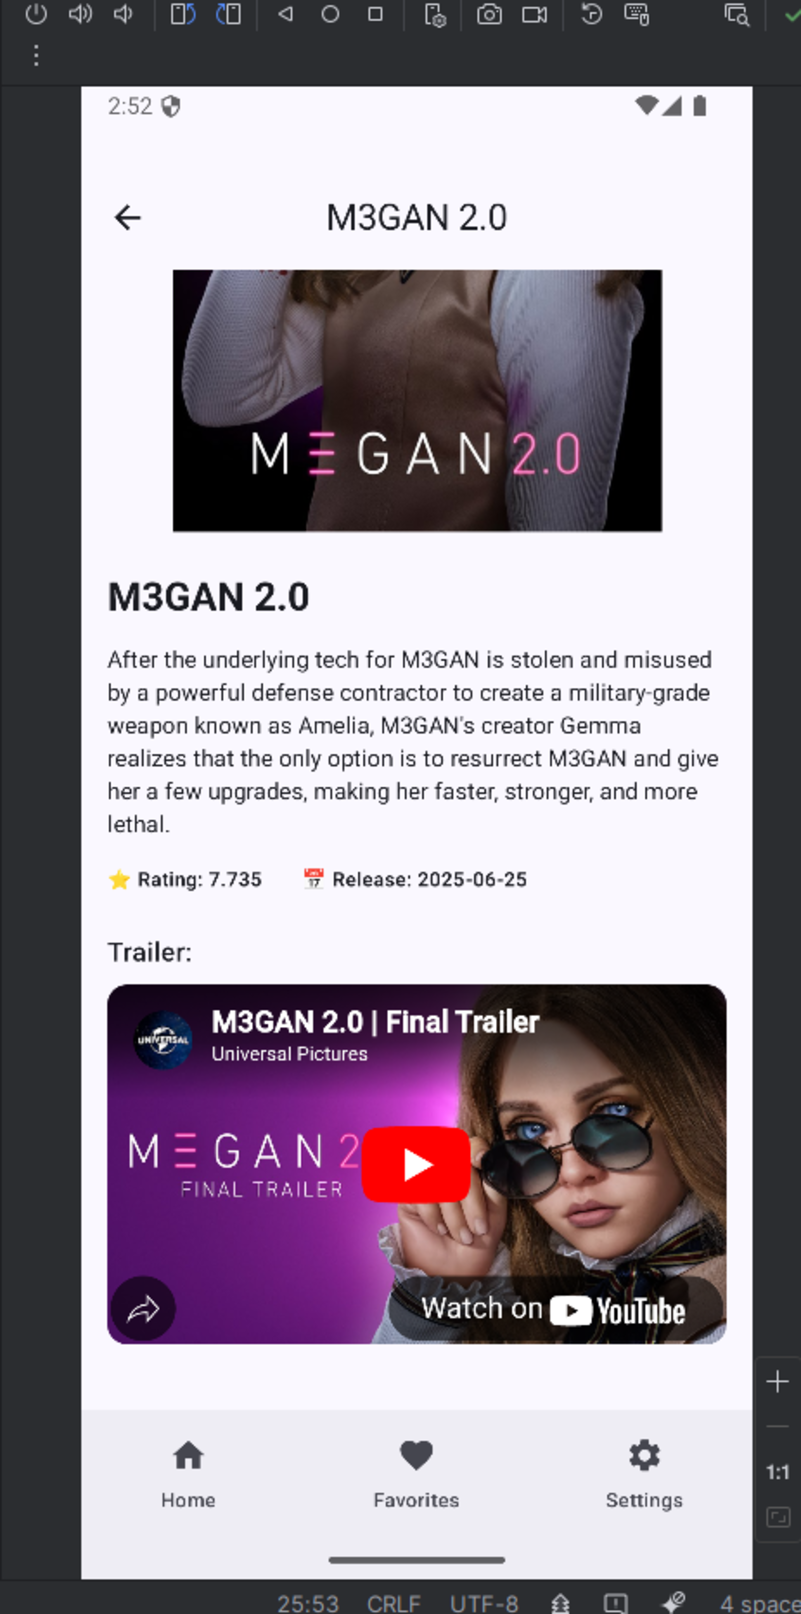 2:52
M3GAN 2.0
MΞGAN 2.0
M3GAN 2.0
After the underlying tech for M3GAN is stolen and misused
by a powerful defense contractor to create a military-grade
weapon known as Amelia, M3GAN's creator Gemma
realizes that the only option is to resurrect M3GAN and give
her a few upgrades, making her faster, stronger, and more
lethal.
⭐ Rating: 7.735 📅 Release: 2025-06-25
Trailer:
UNIVERSAL
M3GAN 2.0 | Final Trailer
Universal Pictures
MΞGAN 2
FINAL TRAILER
Watch on YouTube
1:1
Home Favorites Settings
25:53 CRLF UTF-8 4 space